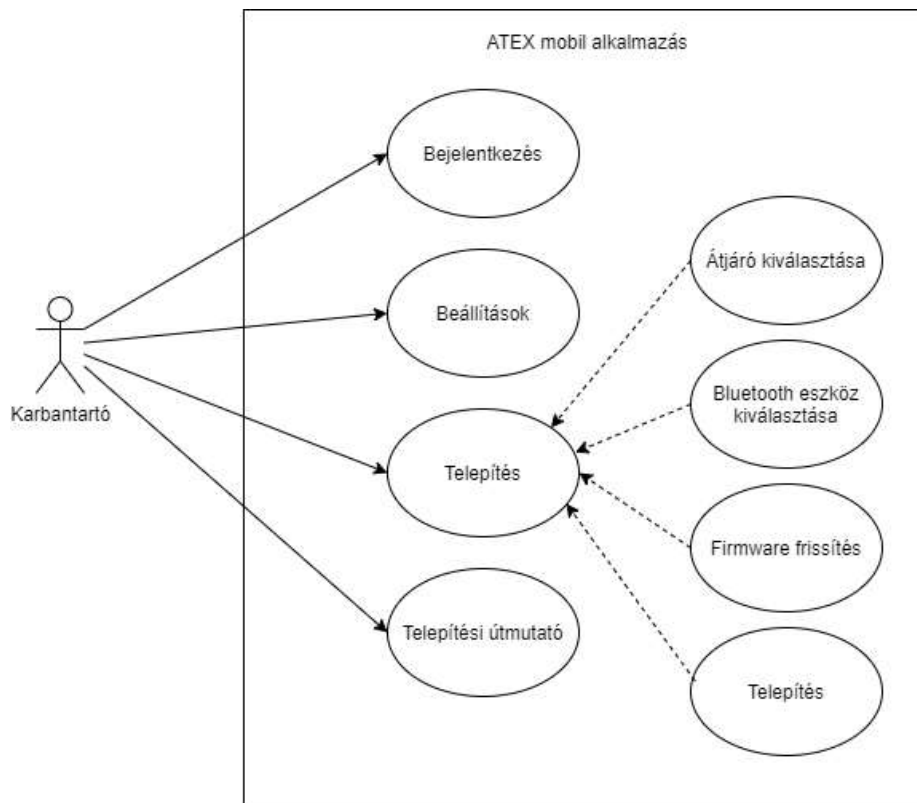 ATEX mobil alkalmazás
Bejelentkezés
Beállítások
Telepítés
Telepítési útmutató
Karbantartó
Átjáró kiválasztása
Bluetooth eszköz
kiválasztása
Firmware frissítés
Telepítés